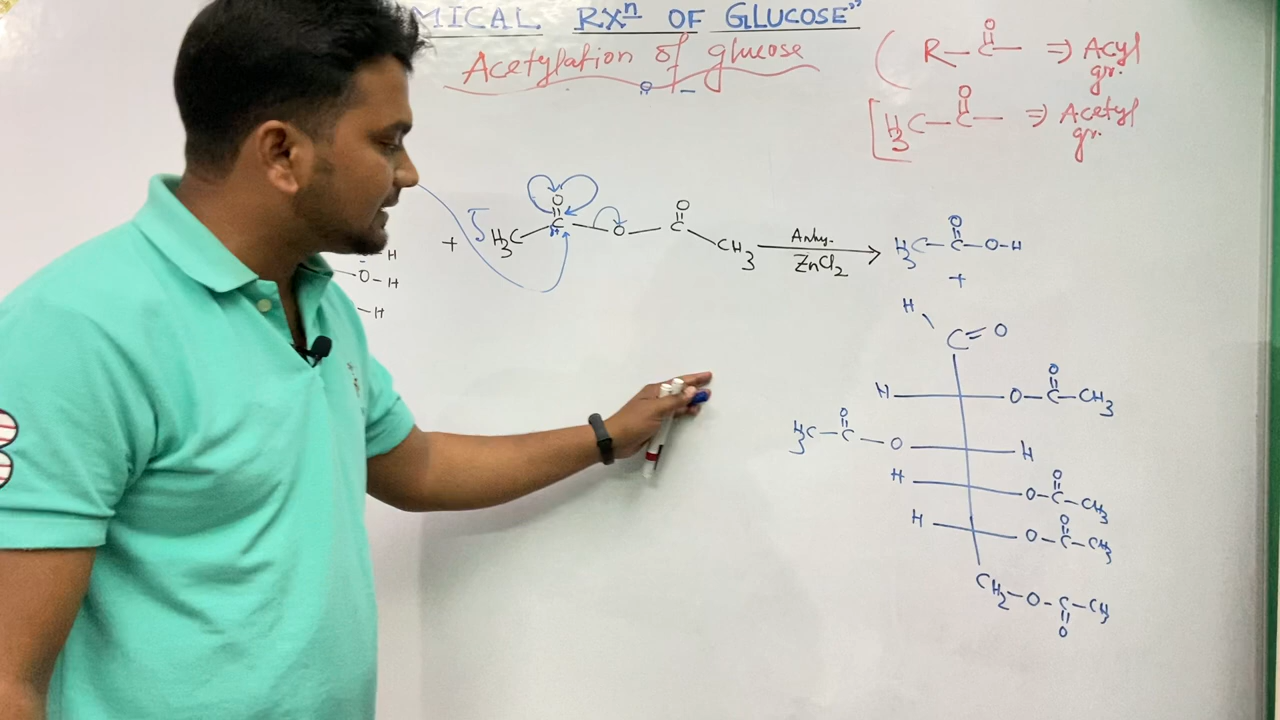 MICAL RXⁿ OF GLUCOSE"
Acetylation of glucose
R–C– ⇒ Acyl
O
gr.
H₃C–C– ⇒ Acetyl
O
gr.
O –
–H
–O–H
–H
+ 5 H₃C–C–O–C–CH₃
O O
Anhy.
ZnCl₂
H₃C–C–O–H
O
+
H
C=O
H O–C–CH₃
O
H₃C–C–O H
O
H O–C–CH₃
O
H O–C–CH₃
O
CH₂–O–C–CH₃
O